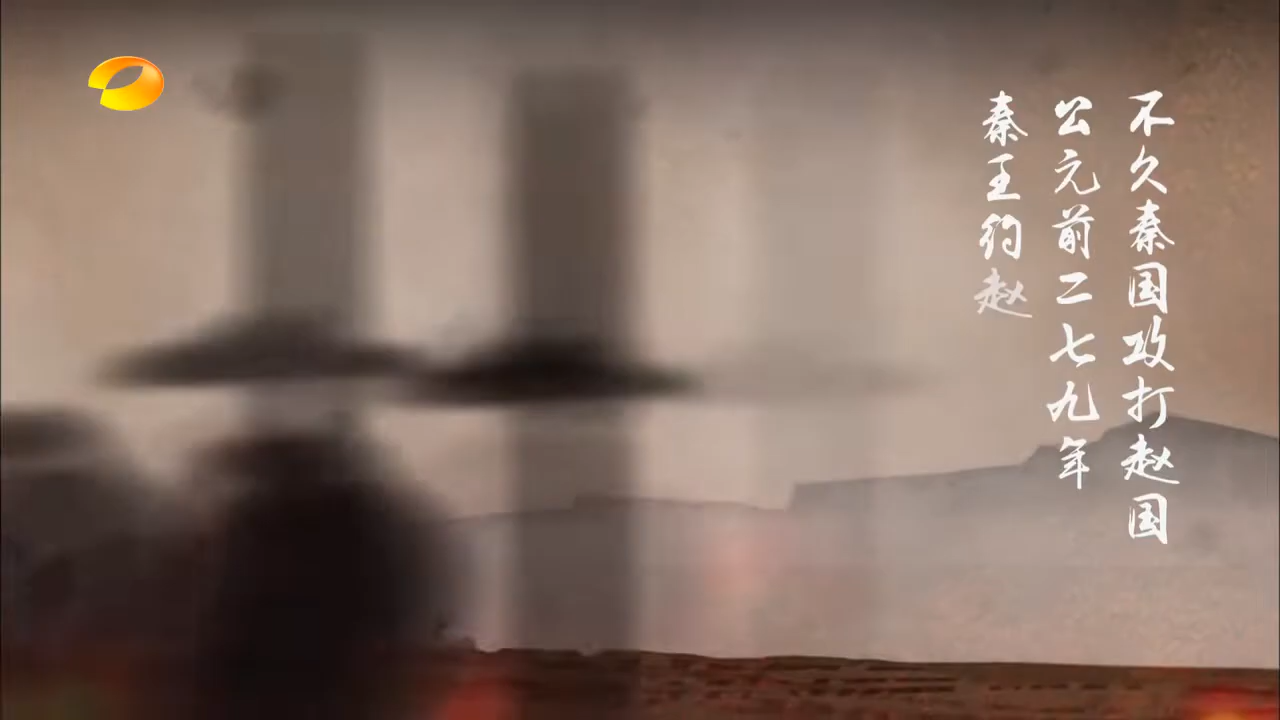 不久秦国攻打赵国
公元前二七九年
秦王约赵